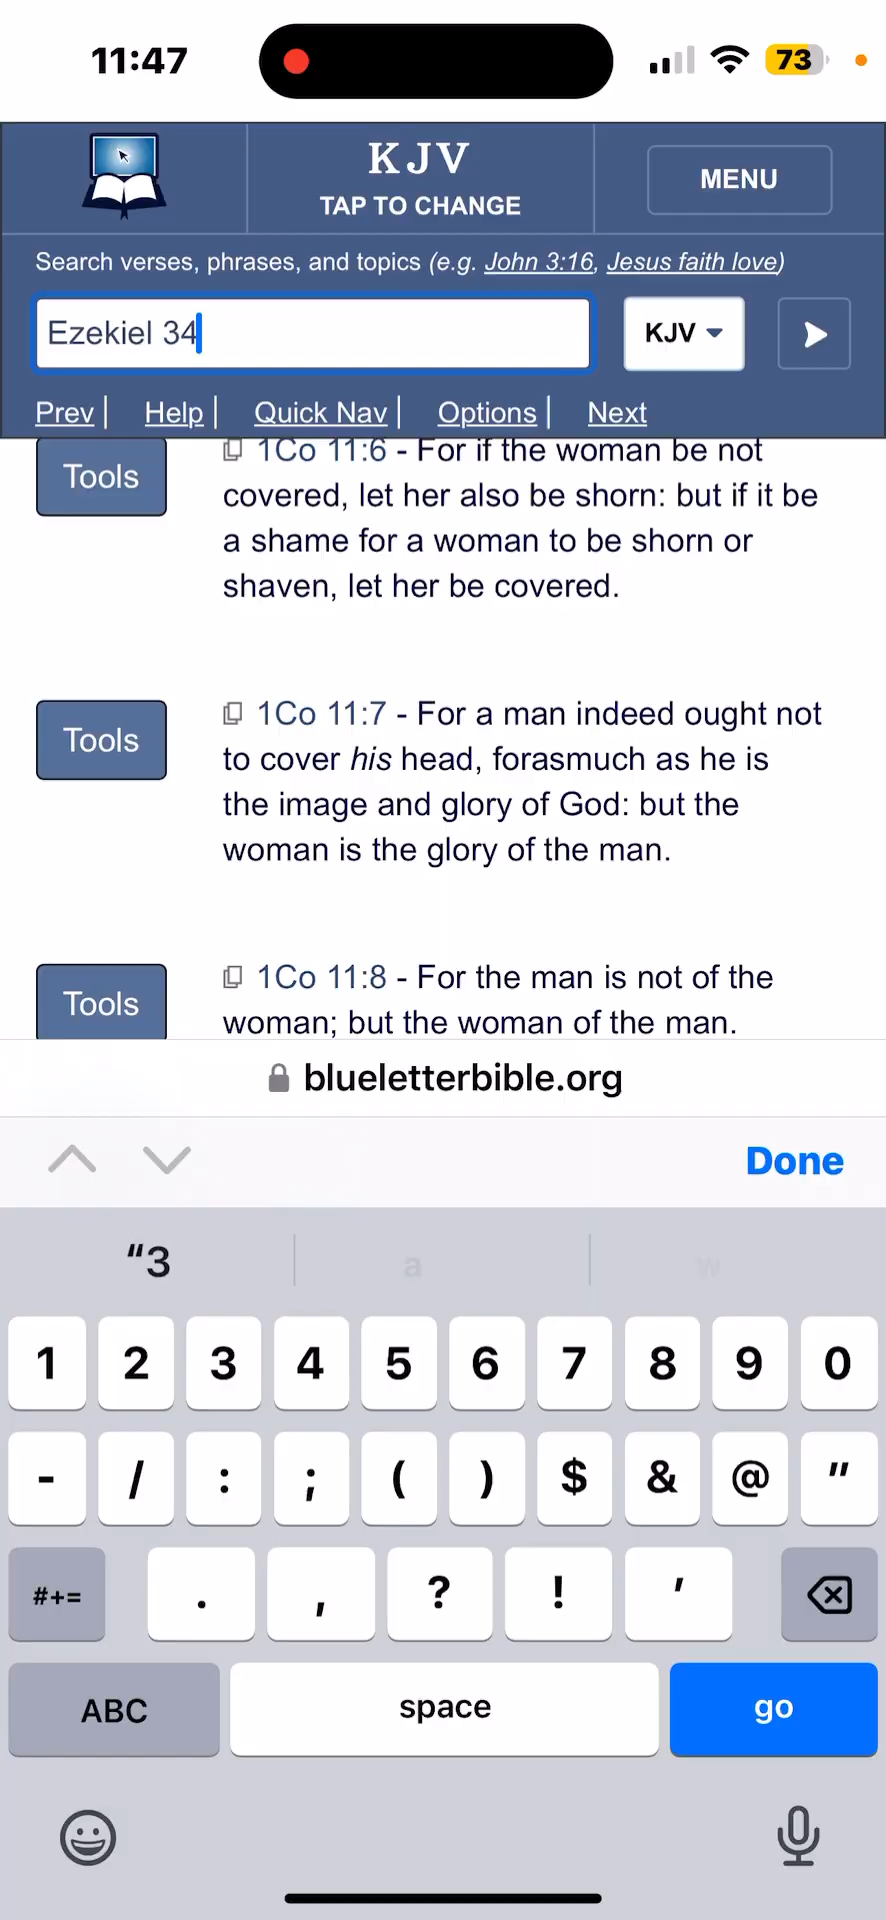 11:47
73
KJV
TAP TO CHANGE
MENU
Search verses, phrases, and topics (e.g. John 3:16, Jesus faith love)
Ezekiel 34
KJV
Prev | Help | Quick Nav | Options | Next
Tools
1Co 11:6 - For if the woman be not
covered, let her also be shorn: but if it be
a shame for a woman to be shorn or
shaven, let her be covered.
Tools
1Co 11:7 - For a man indeed ought not
to cover his head, forasmuch as he is
the image and glory of God: but the
woman is the glory of the man.
Tools
1Co 11:8 - For the man is not of the
woman; but the woman of the man.
blueletterbible.org
Done
“3 a w
1 2 3 4 5 6 7 8 9 0
- / : ; ( ) $ & @ "
#+= . , ? ! '
ABC space go